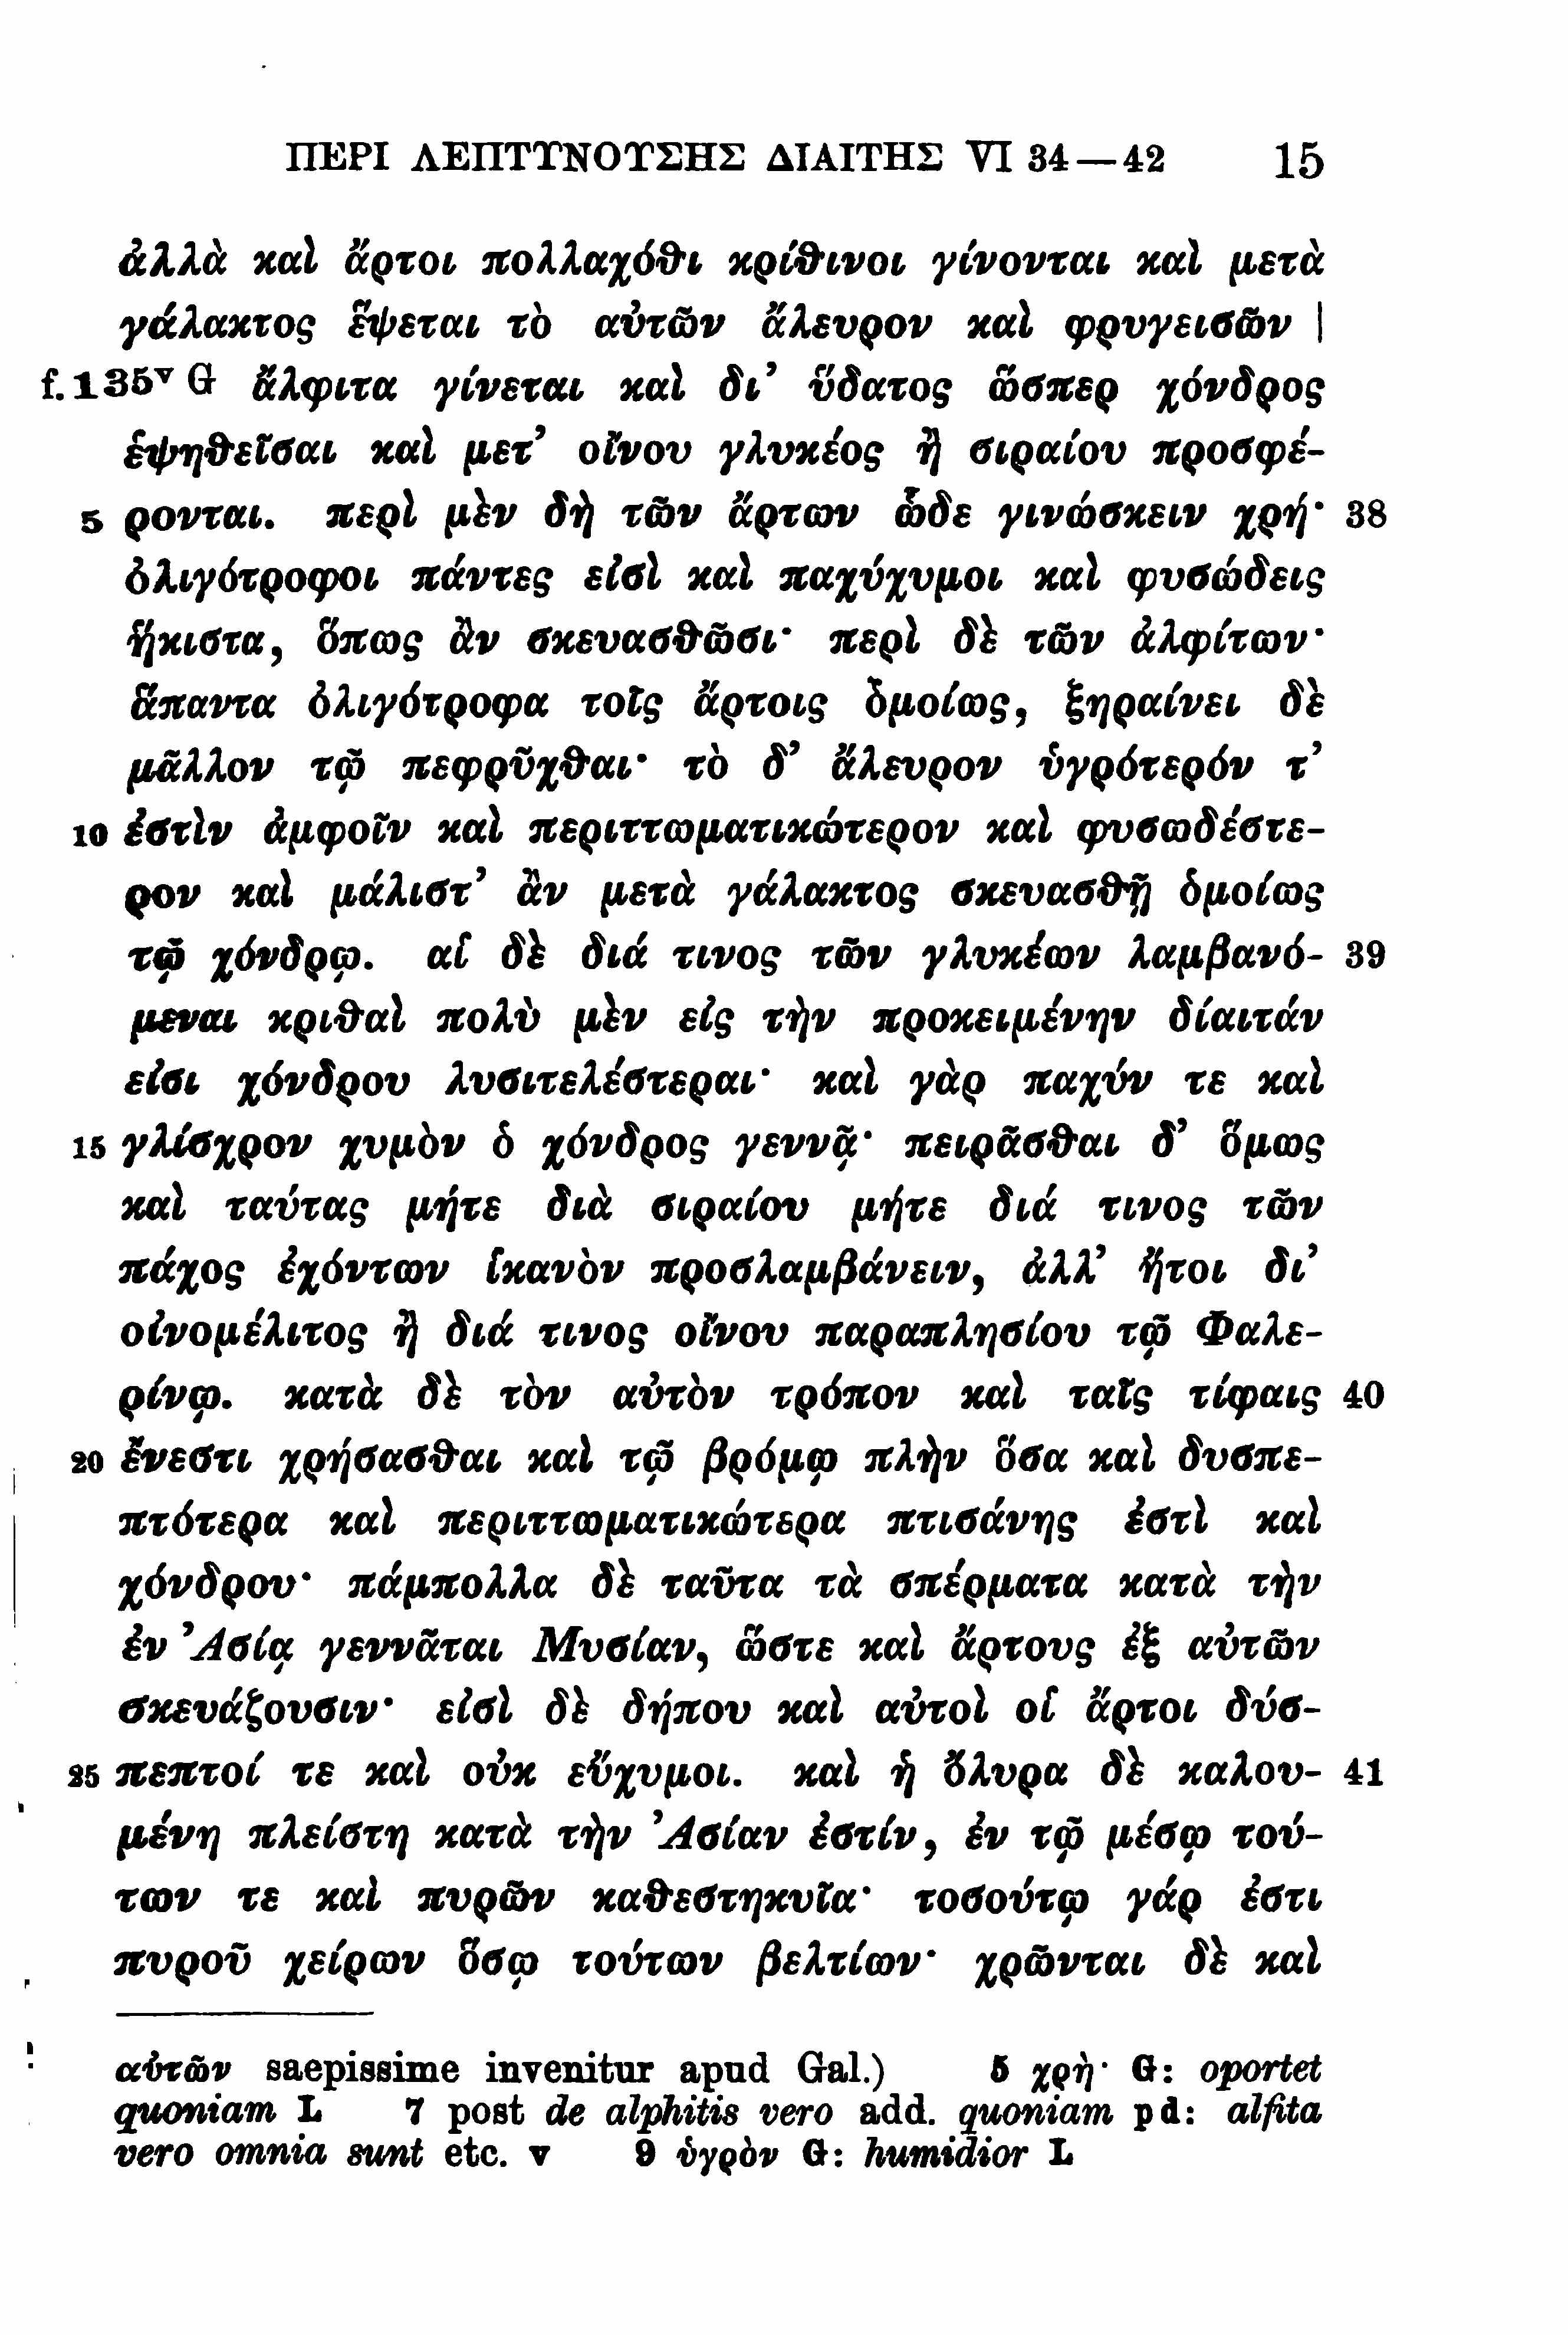 ΠΕΡΙ ΛΕΠΤΥΝΟΥΣΗΣ ΔΙΑΙΤΗΣ VI 34—42 15
ἀλλὰ καὶ ἄρτοι πολλαχόθι κρίθινοι γίνονται καὶ μετὰ
γάλακτος ἕψεται τὸ αὐτῶν ἄλευρον καὶ φρυγεισῶν |
f.135v G ἄλφιτα γίνεται καὶ δι’ ὕδατος ὥσπερ χόνδρος
ἑψηθεῖσαι καὶ μετ’ οἴνου γλυκέος ἢ σιραίου προσφέ-
5 ρονται. περὶ μὲν δὴ τῶν ἄρτων ὧδε γινώσκειν χρή· 38
ὀλιγότροφοι πάντες εἰσὶ καὶ παχύχυμοι καὶ φυσώδεις
ἥκιστα, ὅπως ἂν σκευασθῶσι· περὶ δὲ τῶν ἀλφίτων·
ἅπαντα ὀλιγότροφα τοῖς ἄρτοις ὁμοίως, ξηραίνει δὲ
μᾶλλον τῷ πεφρῦχθαι· τὸ δ’ ἄλευρον ὑγρότερόν τ’
10 ἐστὶν ἀμφοῖν καὶ περιττωματικώτερον καὶ φυσωδέστε-
ρον καὶ μάλιστ’ ἂν μετὰ γάλακτος σκευασθῇ ὁμοίως
τῷ χόνδρῳ. αἱ δὲ διά τινος τῶν γλυκέων λαμβανό- 39
μεναι κριθαὶ πολὺ μὲν εἰς τὴν προκειμένην δίαιτάν
εἰσι χόνδρου λυσιτελέστεραι· καὶ γὰρ παχύν τε καὶ
15 γλίσχρον χυμὸν ὁ χόνδρος γεννᾷ· πειρᾶσθαι δ’ ὅμως
καὶ ταύτας μήτε διὰ σιραίου μήτε διά τινος τῶν
πάχος ἐχόντων ἱκανὸν προσλαμβάνειν, ἀλλ’ ἤτοι δι’
οἰνομέλιτος ἢ διά τινος οἴνου παραπλησίου τῷ Φαλε-
ρίνῳ. κατὰ δὲ τὸν αὐτὸν τρόπον καὶ ταῖς τίφαις 40
20 ἔνεστι χρήσασθαι καὶ τῷ βρόμῳ πλὴν ὅσα καὶ δυσπε-
πτότερα καὶ περιττωματικώτερα πτισάνης ἐστὶ καὶ
χόνδρου· πάμπολλα δὲ ταῦτα τὰ σπέρματα κατὰ τὴν
ἐν Ἀσίᾳ γεννᾶται Μυσίαν, ὥστε καὶ ἄρτους ἐξ αὐτῶν
σκευάζουσιν· εἰσὶ δὲ δήπου καὶ αὐτοὶ οἱ ἄρτοι δύσ-
25 πεπτοί τε καὶ οὐκ εὔχυμοι. καὶ ἡ ὄλυρα δὲ καλου- 41
μένη πλείστη κατὰ τὴν Ἀσίαν ἐστίν, ἐν τῷ μέσῳ τού-
των τε καὶ πυρῶν καθεστηκυῖα· τοσούτῳ γάρ ἐστι
πυροῦ χείρων ὅσῳ τούτων βελτίων· χρῶνται δὲ καὶ
αὐτῶν saepissime invenitur apud Gal.) 5 χρὴ· G: oportet
quoniam L 7 post de alphitis vero add. quoniam pd: alfita
vero omnia sunt etc. v 9 ὑγρὸν G: humidior L